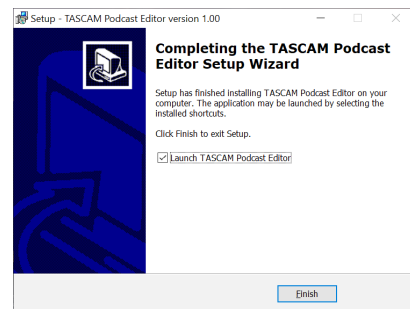 Setup - TASCAM Podcast Editor version 1.00
Completing the TASCAM Podcast
Editor Setup Wizard
Setup has finished installing TASCAM Podcast Editor on your
computer. The application may be launched by selecting the
installed shortcuts.
Click Finish to exit Setup.
Launch TASCAM Podcast Editor
Finish